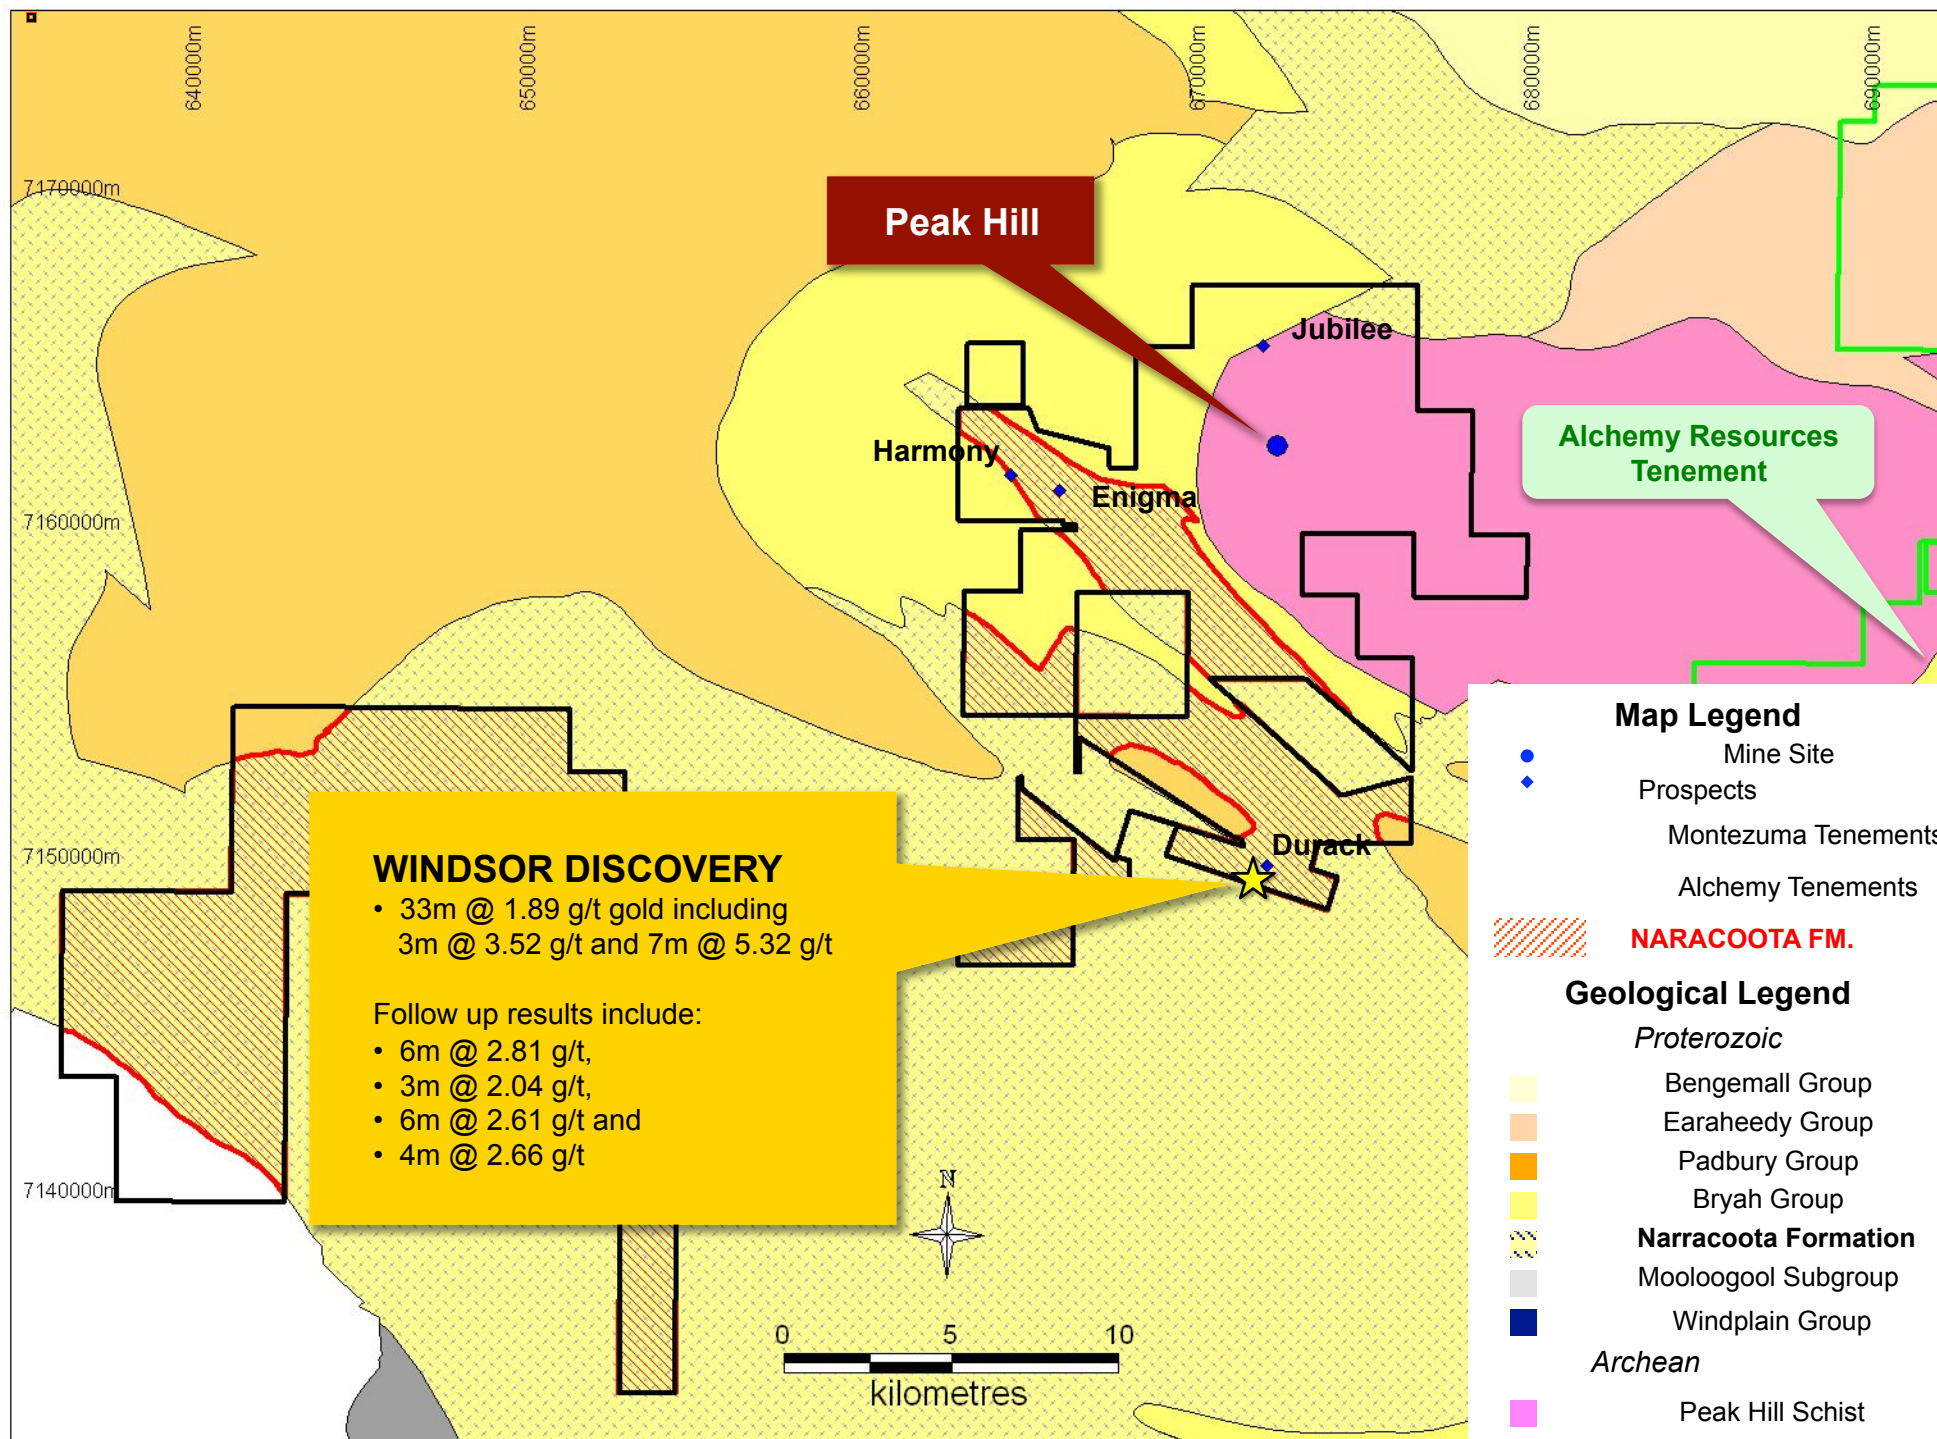 640000m
650000m
660000m
670000m
680000m
690000m
7170000m
Peak Hill
Jubilee
Alchemy Resources
Tenement
Harmony
Enigma
7160000m
Map Legend
Mine Site
Prospects
Montezuma Tenements
Alchemy Tenements
NARACOOTA FM.
Geological Legend
Proterozoic
Bengemall Group
Earaheedy Group
Padbury Group
Bryah Group
Narracoota Formation
Mooloogool Subgroup
Windplain Group
Archean
Peak Hill Schist
7150000m
Durack
WINDSOR DISCOVERY
• 33m @ 1.89 g/t gold including
3m @ 3.52 g/t and 7m @ 5.32 g/t
Follow up results include:
• 6m @ 2.81 g/t,
• 3m @ 2.04 g/t,
• 6m @ 2.61 g/t and
• 4m @ 2.66 g/t
7140000m
N
0 5 10
kilometres